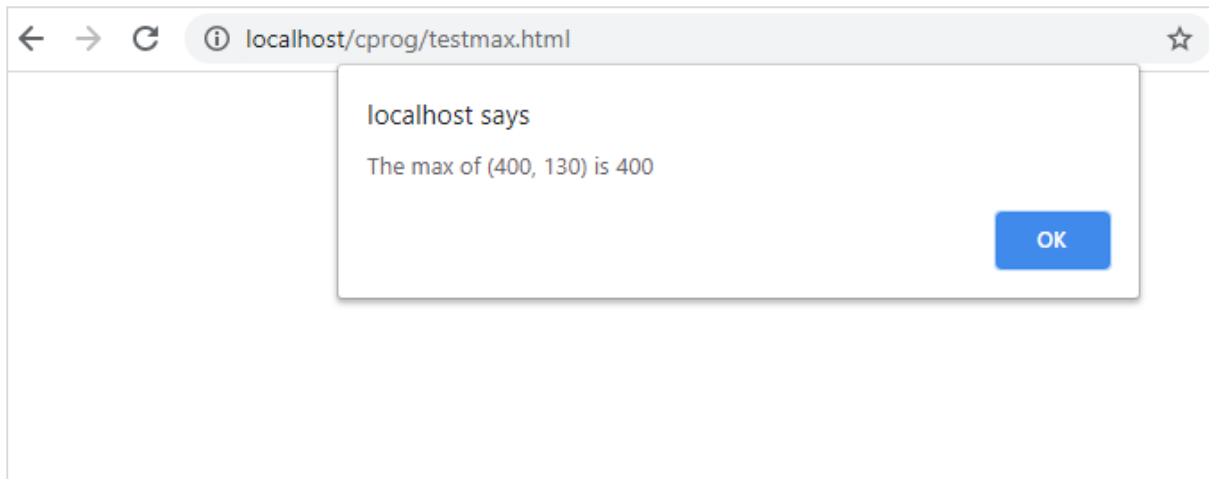 localhost/cprog/testmax.html
localhost says
The max of (400, 130) is 400
OK